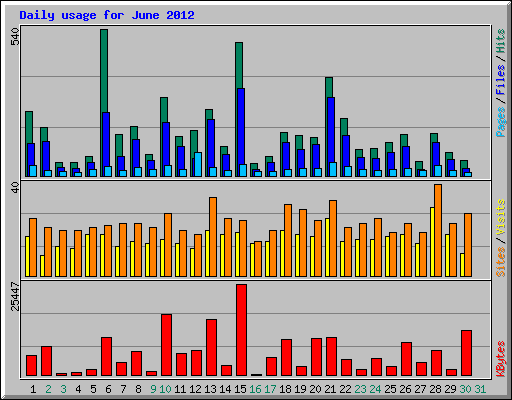 Daily usage for June 2012
540
Pages / Files / Hits
40
Sites / Visits
25447
KBytes
1 2 3 4 5 6 7 8 9 10 11 12 13 14 15 16 17 18 19 20 21 22 23 24 25 26 27 28 29 30 31